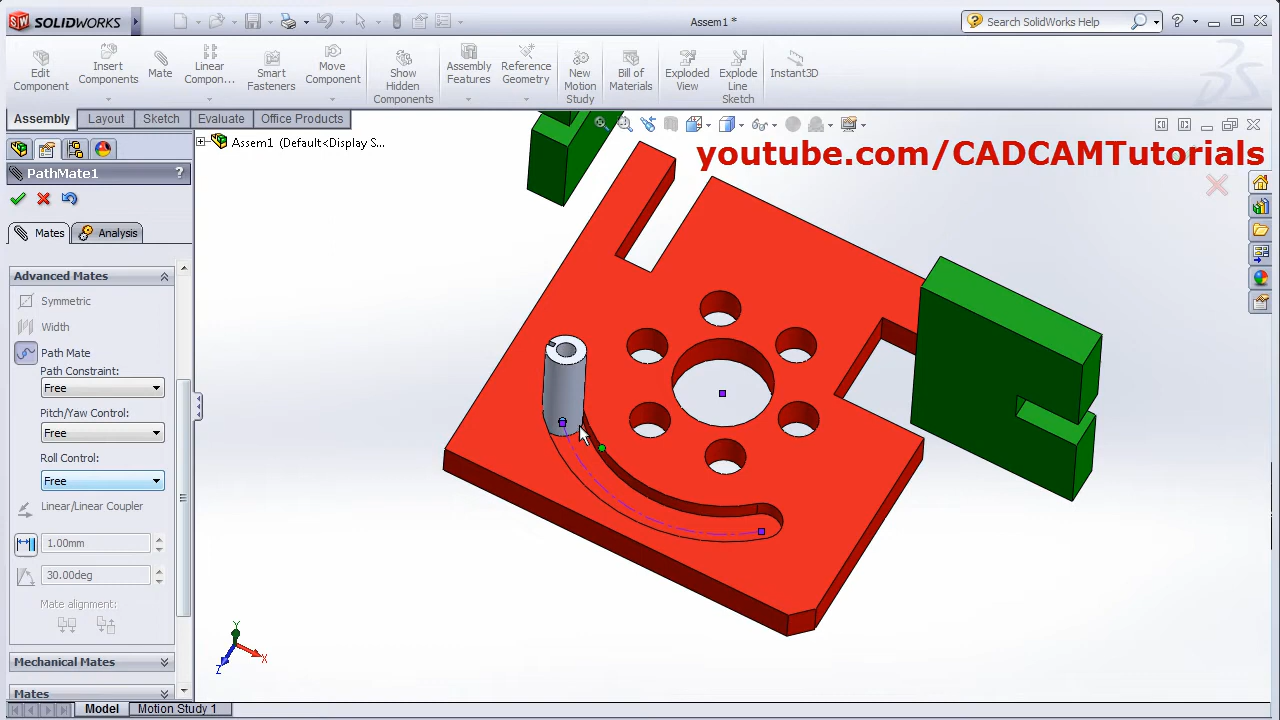 SOLIDWORKS
Assem1 *
Search SolidWorks Help
?
Edit Component
Insert Components
Mate
Linear Compon...
Smart Fasteners
Move Component
Show Hidden Components
Assembly Features
Reference Geometry
New Motion Study
Bill of Materials
Exploded View
Explode Line Sketch
Instant3D
Assembly
Layout
Sketch
Evaluate
Office Products
Assem1 (Default<Display S...
youtube.com/CADCAMTutorials
PathMate1
?
Mates
Analysis
Advanced Mates
Symmetric
Width
Path Mate
Path Constraint:
Free
Pitch/Yaw Control:
Free
Roll Control:
Free
Linear/Linear Coupler
1.00mm
30.00deg
Mate alignment:
Mechanical Mates
Mates
Y
X
Z
Model
Motion Study 1